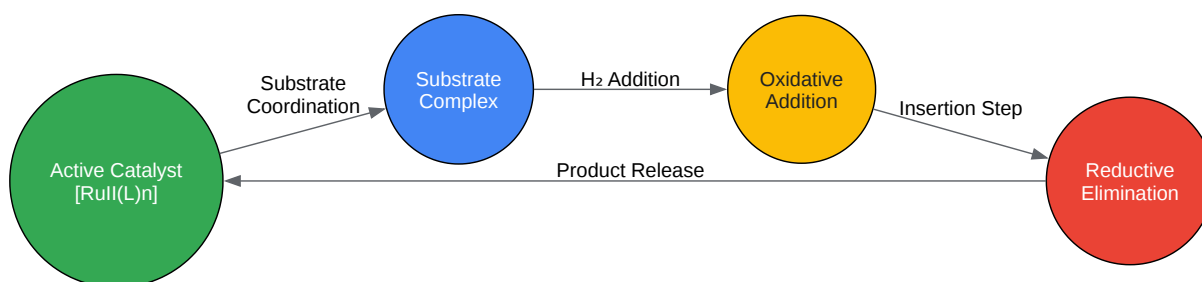 Active Catalyst
[RuII(L)n]
Substrate
Coordination
Substrate
Complex
H₂ Addition
Oxidative
Addition
Insertion Step
Reductive
Elimination
Product Release